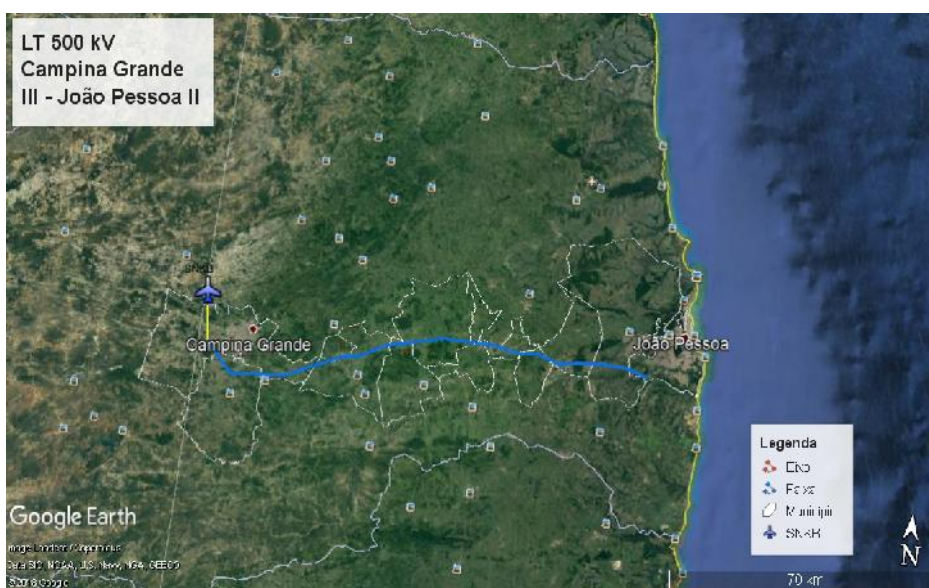 LT 500 kV
Campina Grande
III - João Pessoa II
Campina Grande
João Pessoa
Google Earth
Legenda
Eixo
Faixa
SNKB
70 km
N